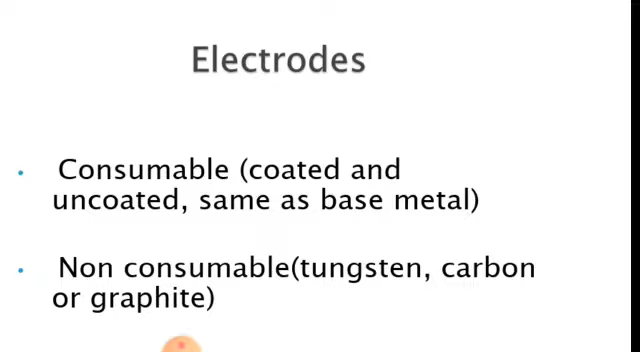 Electrodes
• Consumable (coated and
uncoated, same as base metal)
• Non consumable(tungsten, carbon
or graphite)